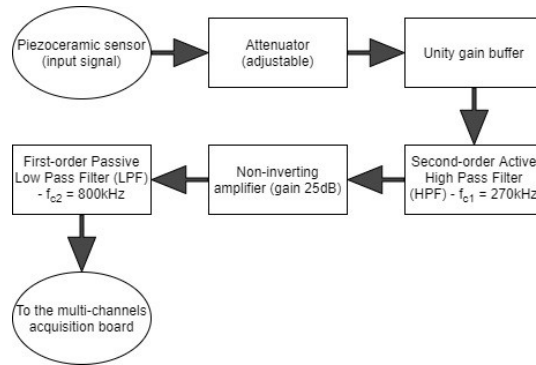 Piezoceramic sensor
(input signal)
Attenuator
(adjustable)
Unity gain buffer
First-order Passive
Low Pass Filter (LPF)
- fc2 = 800kHz
Non-inverting
amplifier (gain 25dB)
Second-order Active
High Pass Filter
(HPF) - fc1 = 270kHz
To the multi-channels
acquisition board